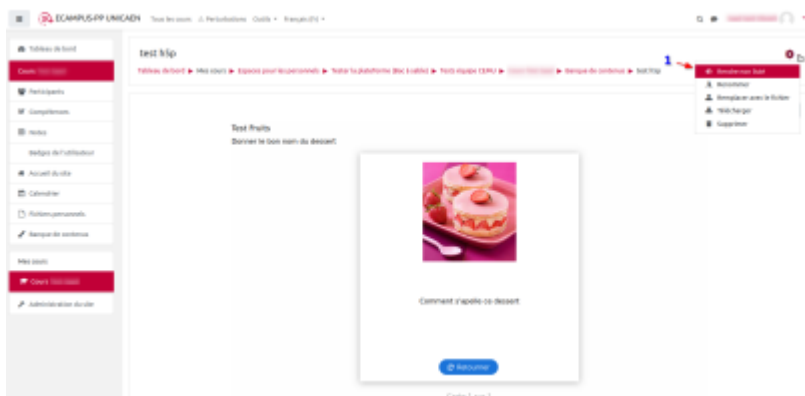 ECAMPUS-PP UNICAEN Tous les cours Perturbations Outils Français (fr)
Tableau de bord
Cours
Participants
Compétences
Notes
Badges de l'utilisateur
Accueil du site
Calendrier
Fichiers personnels
Banque de contenus
Mes cours
Cours
Administration du site
test h5p
Tableau de bord Mes cours Espaces pour les personnels Tester la plateforme (Bac à sable) Tests équipe CEMU Banque de contenus test h5p
1
Rendre non listé
Renommer
Remplacer avec le fichier
Télécharger
Supprimer
Test fruits
Donner le bon nom du dessert
Comment s'apelle ce dessert
Retourner